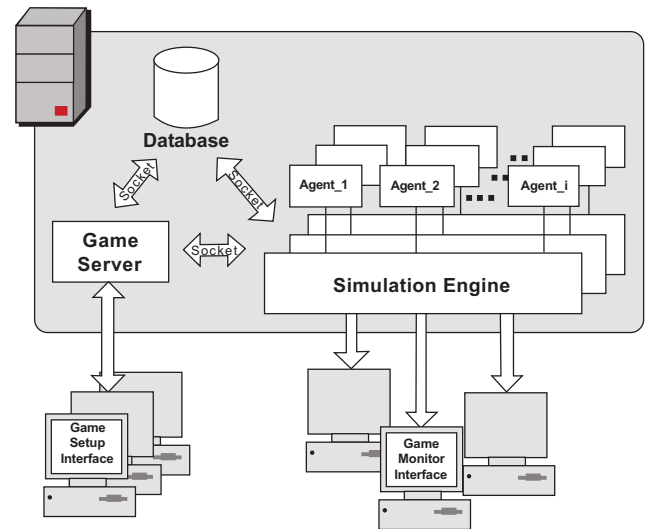 Database
Socket
Socket
Agent_1
Agent_2
Agent_i
Game
Server
Socket
Simulation Engine
Game
Setup
Interface
Game
Monitor
Interface